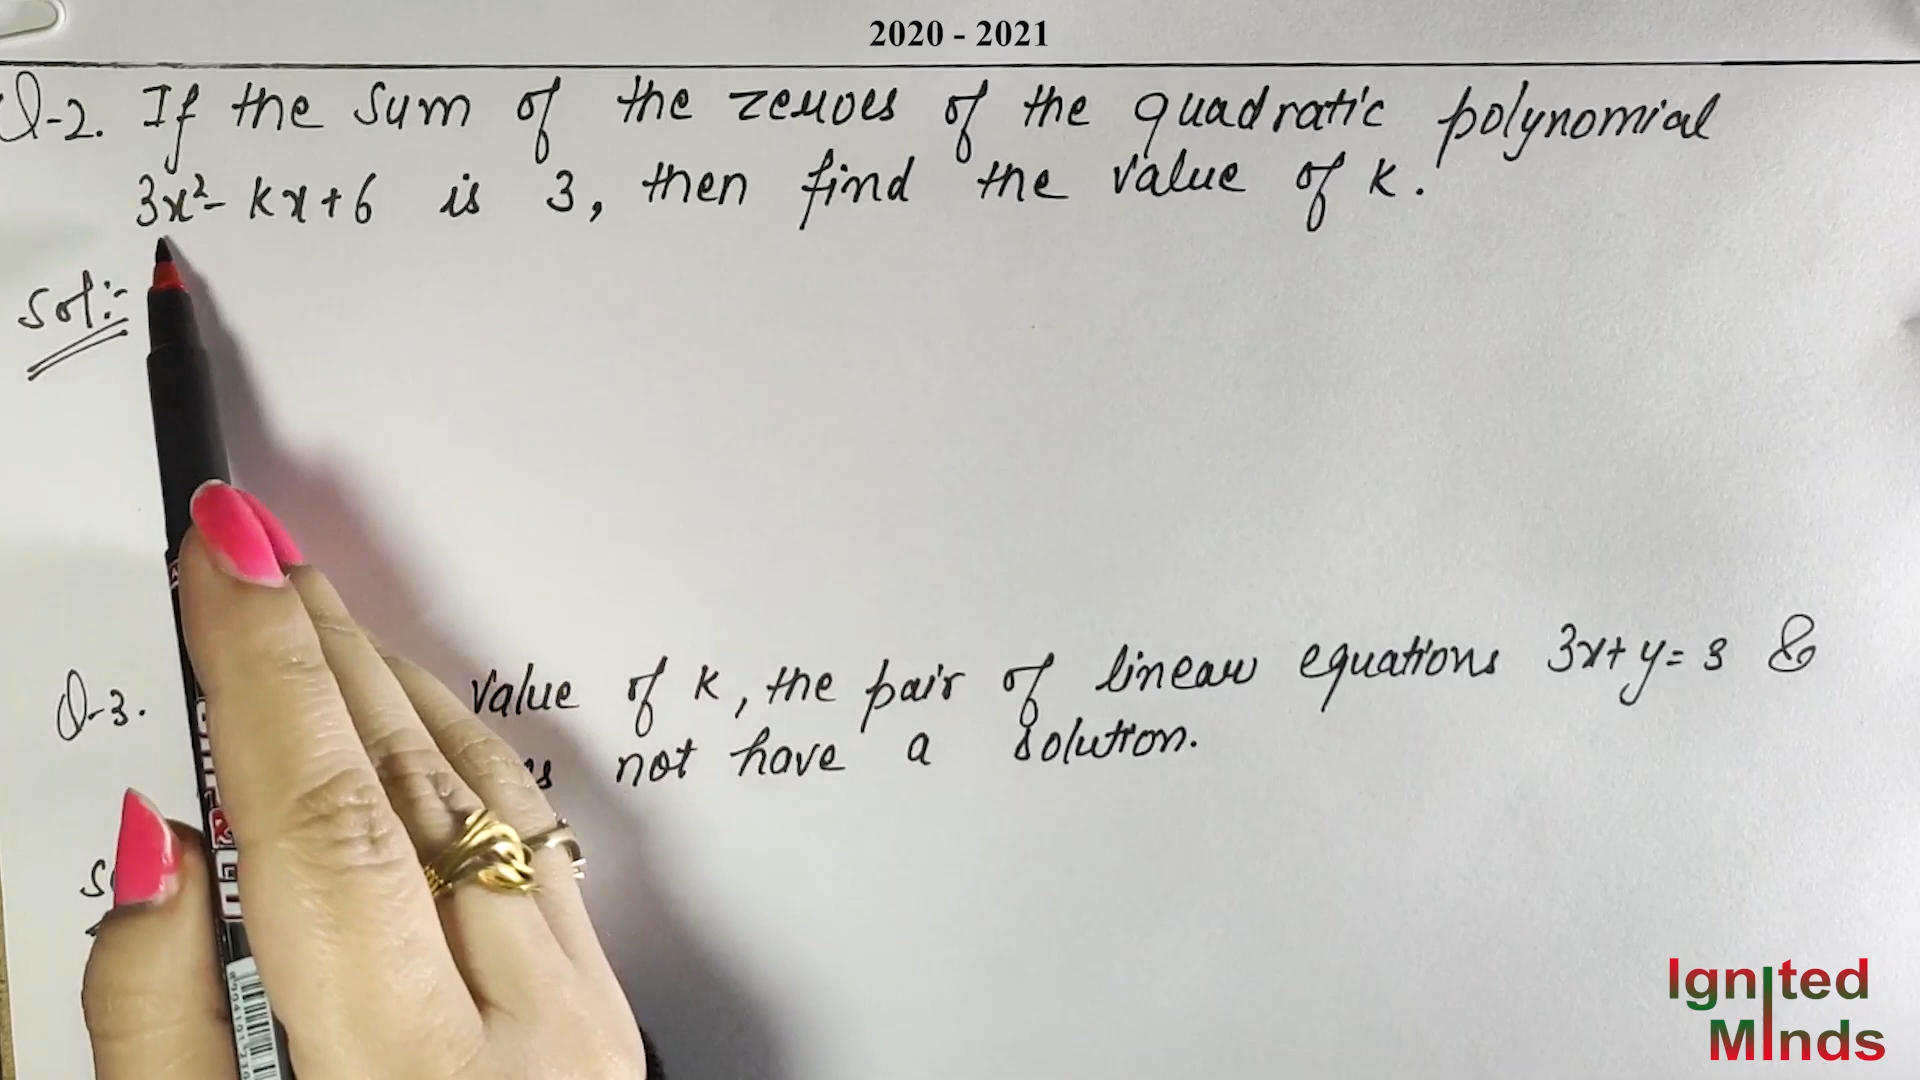 2020 - 2021
Q-2. If the sum of the zeroes of the quadratic polynomial
3x²- kx+6 is 3, then find the value of k.
Sol:-
Q-3. value of k, the pair of linear equations 3x+y=3 &
not have a solution.
Ignited
Minds